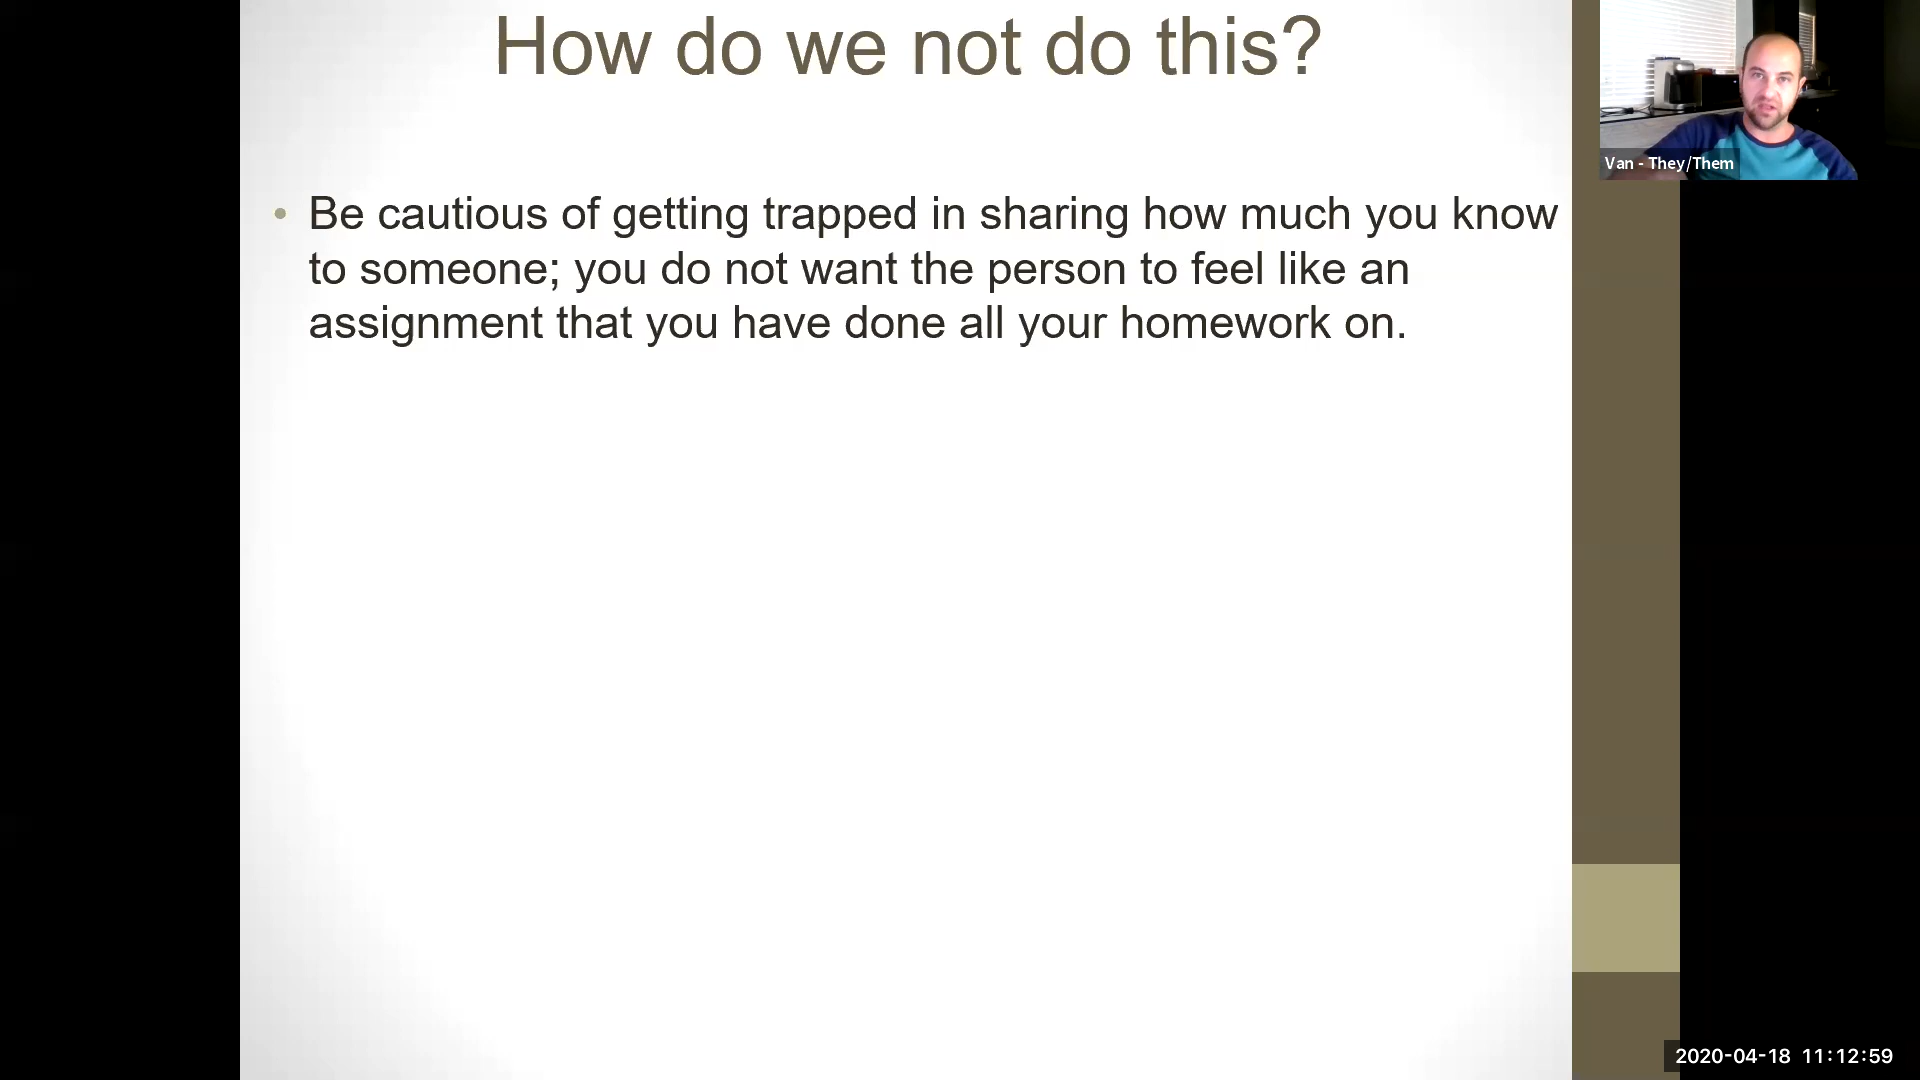 How do we not do this?
Van - They/Them
• Be cautious of getting trapped in sharing how much you know
to someone; you do not want the person to feel like an
assignment that you have done all your homework on.
2020-04-18 11:12:59